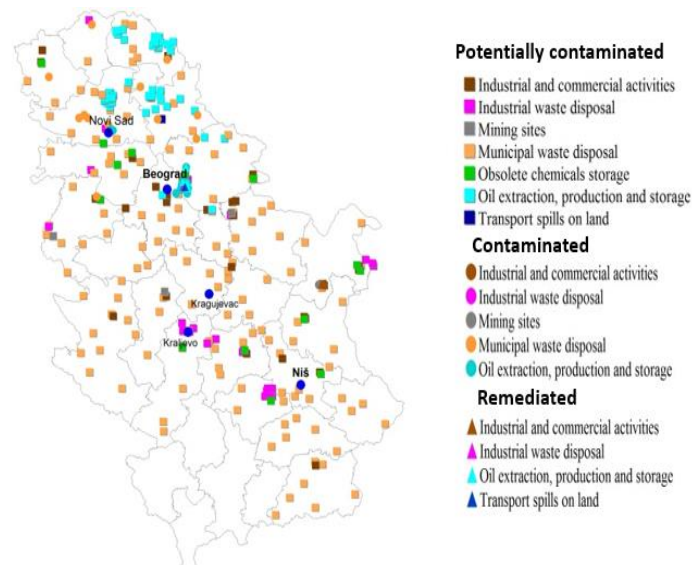 Novi Sad
Beograd
Kragujevac
Kraljevo
Niš
Potentially contaminated
Industrial and commercial activities
Industrial waste disposal
Mining sites
Municipal waste disposal
Obsolete chemicals storage
Oil extraction, production and storage
Transport spills on land
Contaminated
Industrial and commercial activities
Industrial waste disposal
Mining sites
Municipal waste disposal
Oil extraction, production and storage
Remediated
Industrial and commercial activities
Industrial waste disposal
Oil extraction, production and storage
Transport spills on land